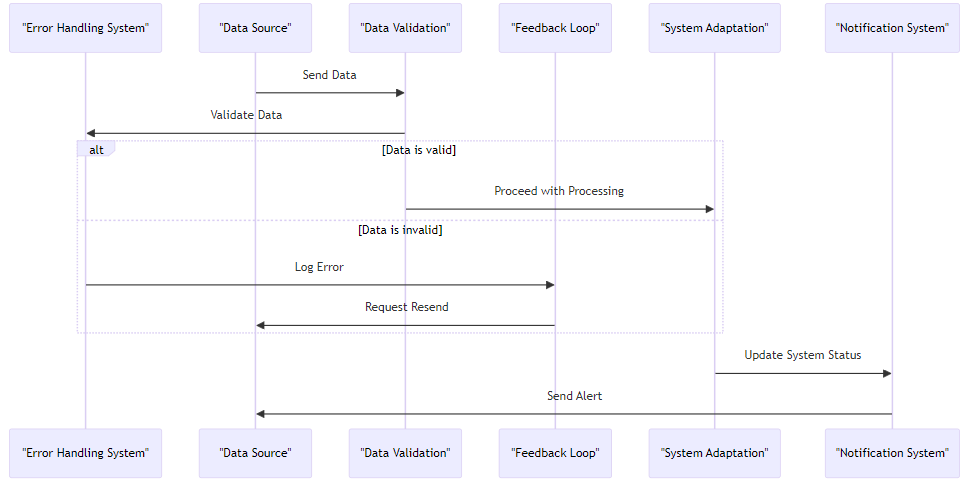 "Error Handling System"
"Data Source"
"Data Validation"
"Feedback Loop"
"System Adaptation"
"Notification System"
Send Data
Validate Data
alt
[Data is valid]
Proceed with Processing
[Data is invalid]
Log Error
Request Resend
Update System Status
Send Alert
"Error Handling System"
"Data Source"
"Data Validation"
"Feedback Loop"
"System Adaptation"
"Notification System"